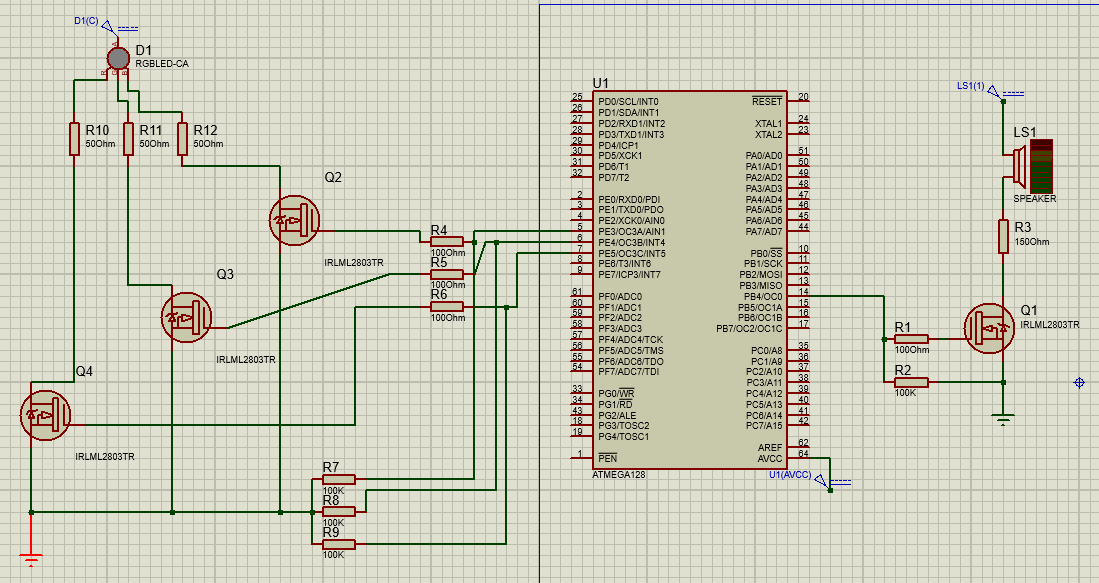 D1(C)
D1
RGBLED-CA
R10
50Ohm
R11
50Ohm
R12
50Ohm
Q2
IRLML2803TR
Q3
IRLML2803TR
Q4
IRLML2803TR
R4
100Ohm
R5
100Ohm
R6
100Ohm
R7
100K
R8
100K
R9
100K
U1
25 PD0/SCL/INT0
26 PD1/SDA/INT1
27 PD2/RXD1/INT2
28 PD3/TXD1/INT3
29 PD4/ICP1
30 PD5/XCK1
31 PD6/T1
32 PD7/T2
2 PE0/RXD0/PDI
3 PE1/TXD0/PDO
4 PE2/XCK0/AIN0
5 PE3/OC3A/AIN1
6 PE4/OC3B/INT4
7 PE5/OC3C/INT5
8 PE6/T3/INT6
9 PE7/ICP3/INT7
61 PF0/ADC0
60 PF1/ADC1
59 PF2/ADC2
58 PF3/ADC3
57 PF4/ADC4/TCK
56 PF5/ADC5/TMS
55 PF6/ADC6/TDO
54 PF7/ADC7/TDI
33 PG0/WR
34 PG1/RD
43 PG2/ALE
18 PG3/TOSC2
19 PG4/TOSC1
1 PEN
RESET 20
XTAL1 24
XTAL2 23
PA0/AD0 51
PA1/AD1 50
PA2/AD2 49
PA3/AD3 48
PA4/AD4 47
PA5/AD5 46
PA6/AD6 45
PA7/AD7 44
PB0/SS 10
PB1/SCK 11
PB2/MOSI 12
PB3/MISO 13
PB4/OC0 14
PB5/OC1A 15
PB6/OC1B 16
PB7/OC2/OC1C 17
PC0/A8 35
PC1/A9 36
PC2/A10 37
PC3/A11 38
PC4/A12 39
PC5/A13 40
PC6/A14 41
PC7/A15 42
AREF 62
AVCC 64
ATMEGA128
U1(AVCC)
LS1(1)
LS1
SPEAKER
R3
150Ohm
Q1
IRLML2803TR
R1
100Ohm
R2
100K